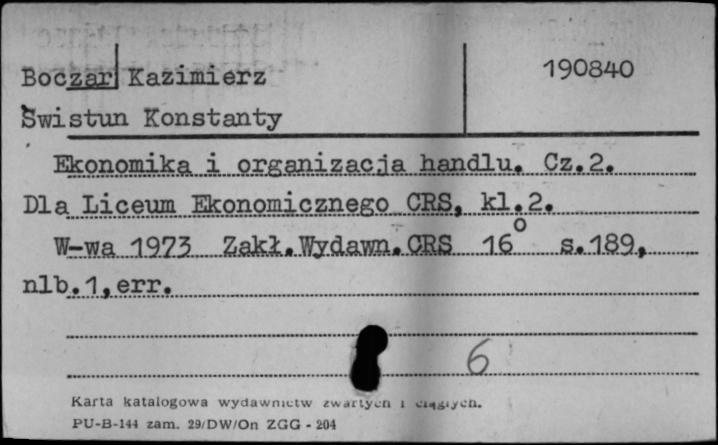 Boczar Kazimierz 190840
Świstun Konstanty
Ekonomika i organizacja handlu. Cz.2.
Dla Liceum Ekonomicznego CRS, kl.2.
W-wa 1973 Zakł.Wydawn.CRS 16° s.189,
nlb.1,err.
6
Karta katalogowa wydawnictw zwartych i ciągłych.
PU-B-144 zam. 29/DW/On ZGG - 204